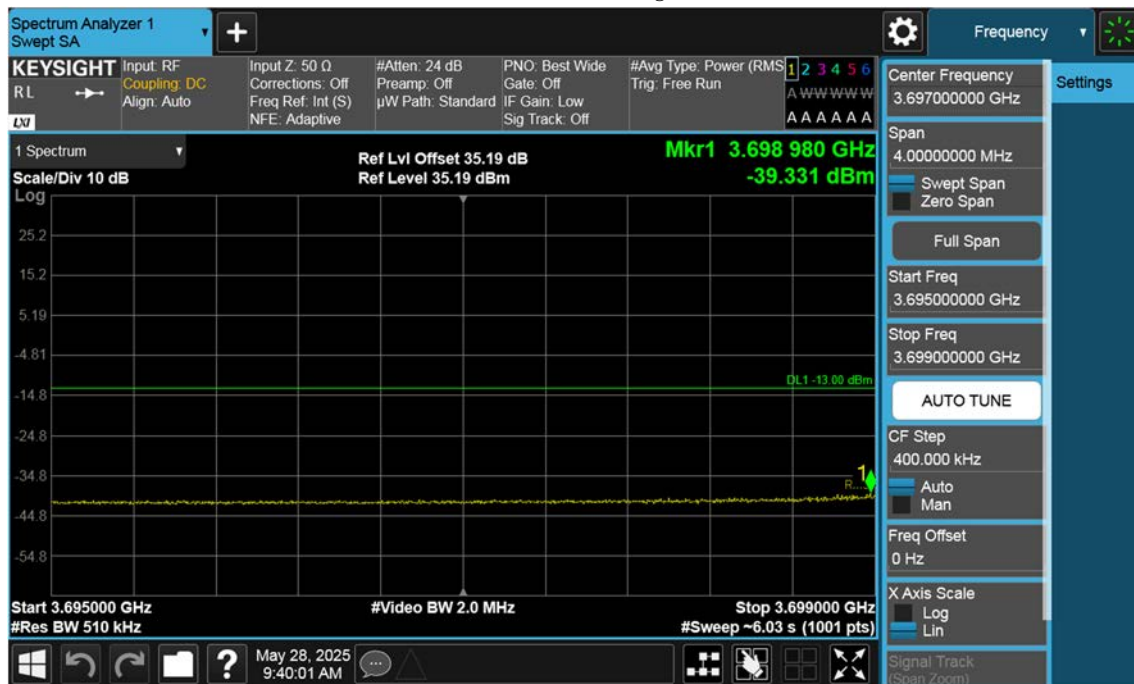 Spectrum Analyzer 1
Swept SA
+
Frequency
KEYSIGHT
RL
LXI
Input: RF
Coupling: DC
Align: Auto
Input Z: 50 Ω
Corrections: Off
Freq Ref: Int (S)
NFE: Adaptive
#Atten: 24 dB
Preamp: Off
µW Path: Standard
PNO: Best Wide
Gate: Off
IF Gain: Low
Sig Track: Off
#Avg Type: Power (RMS
Trig: Free Run
1 2 3 4 5 6
A W W W W W
A A A A A A
Center Frequency
3.697000000 GHz
Settings
Span
4.00000000 MHz
Swept Span
Zero Span
Full Span
Start Freq
3.695000000 GHz
Stop Freq
3.699000000 GHz
AUTO TUNE
CF Step
400.000 kHz
Auto
Man
Freq Offset
0 Hz
X Axis Scale
Log
Lin
Signal Track
(Span Zoom)
1 Spectrum
Scale/Div 10 dB
Log
Ref Lvl Offset 35.19 dB
Ref Level 35.19 dBm
Mkr1 3.698 980 GHz
-39.331 dBm
25.2
15.2
5.19
-4.81
DL1 -13.00 dBm
-14.8
-24.8
-34.8
1
R...
-44.8
-54.8
Start 3.695000 GHz
#Video BW 2.0 MHz
Stop 3.699000 GHz
#Res BW 510 kHz
#Sweep ~6.03 s (1001 pts)
?
May 28, 2025
9:40:01 AM